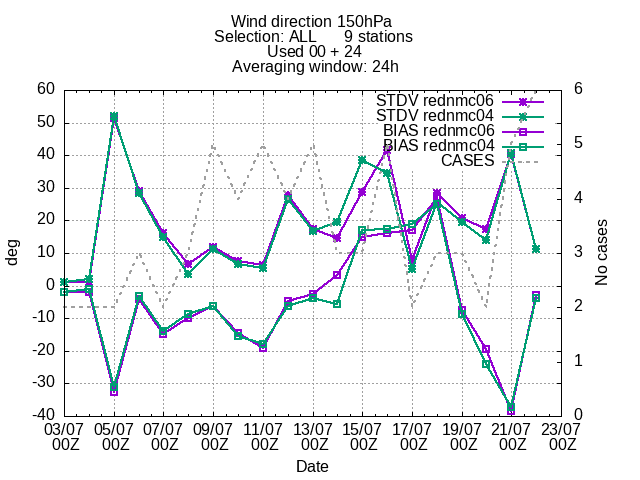 Wind direction 150hPa
Selection: ALL 9 stations
Used 00 + 24
Averaging window: 24h
60
50
40
30
20
10
0
-10
-20
-30
-40
6
5
4
3
2
1
0
deg
No cases
STDV rednmc06
STDV rednmc04
BIAS rednmc06
BIAS rednmc04
CASES
03/07 05/07 07/07 09/07 11/07 13/07 15/07 17/07 19/07 21/07 23/07
00Z 00Z 00Z 00Z 00Z 00Z 00Z 00Z 00Z 00Z 00Z
Date